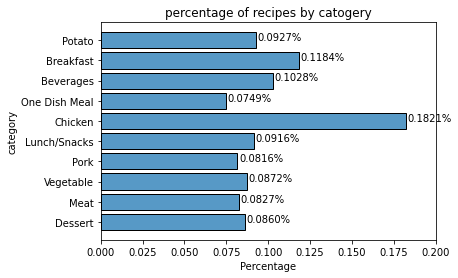 percentage of recipes by catogery
Potato 0.0927%
Breakfast 0.1184%
Beverages 0.1028%
One Dish Meal 0.0749%
Chicken 0.1821%
Lunch/Snacks 0.0916%
Pork 0.0816%
Vegetable 0.0872%
Meat 0.0827%
Dessert 0.0860%
category
0.000 0.025 0.050 0.075 0.100 0.125 0.150 0.175 0.200
Percentage